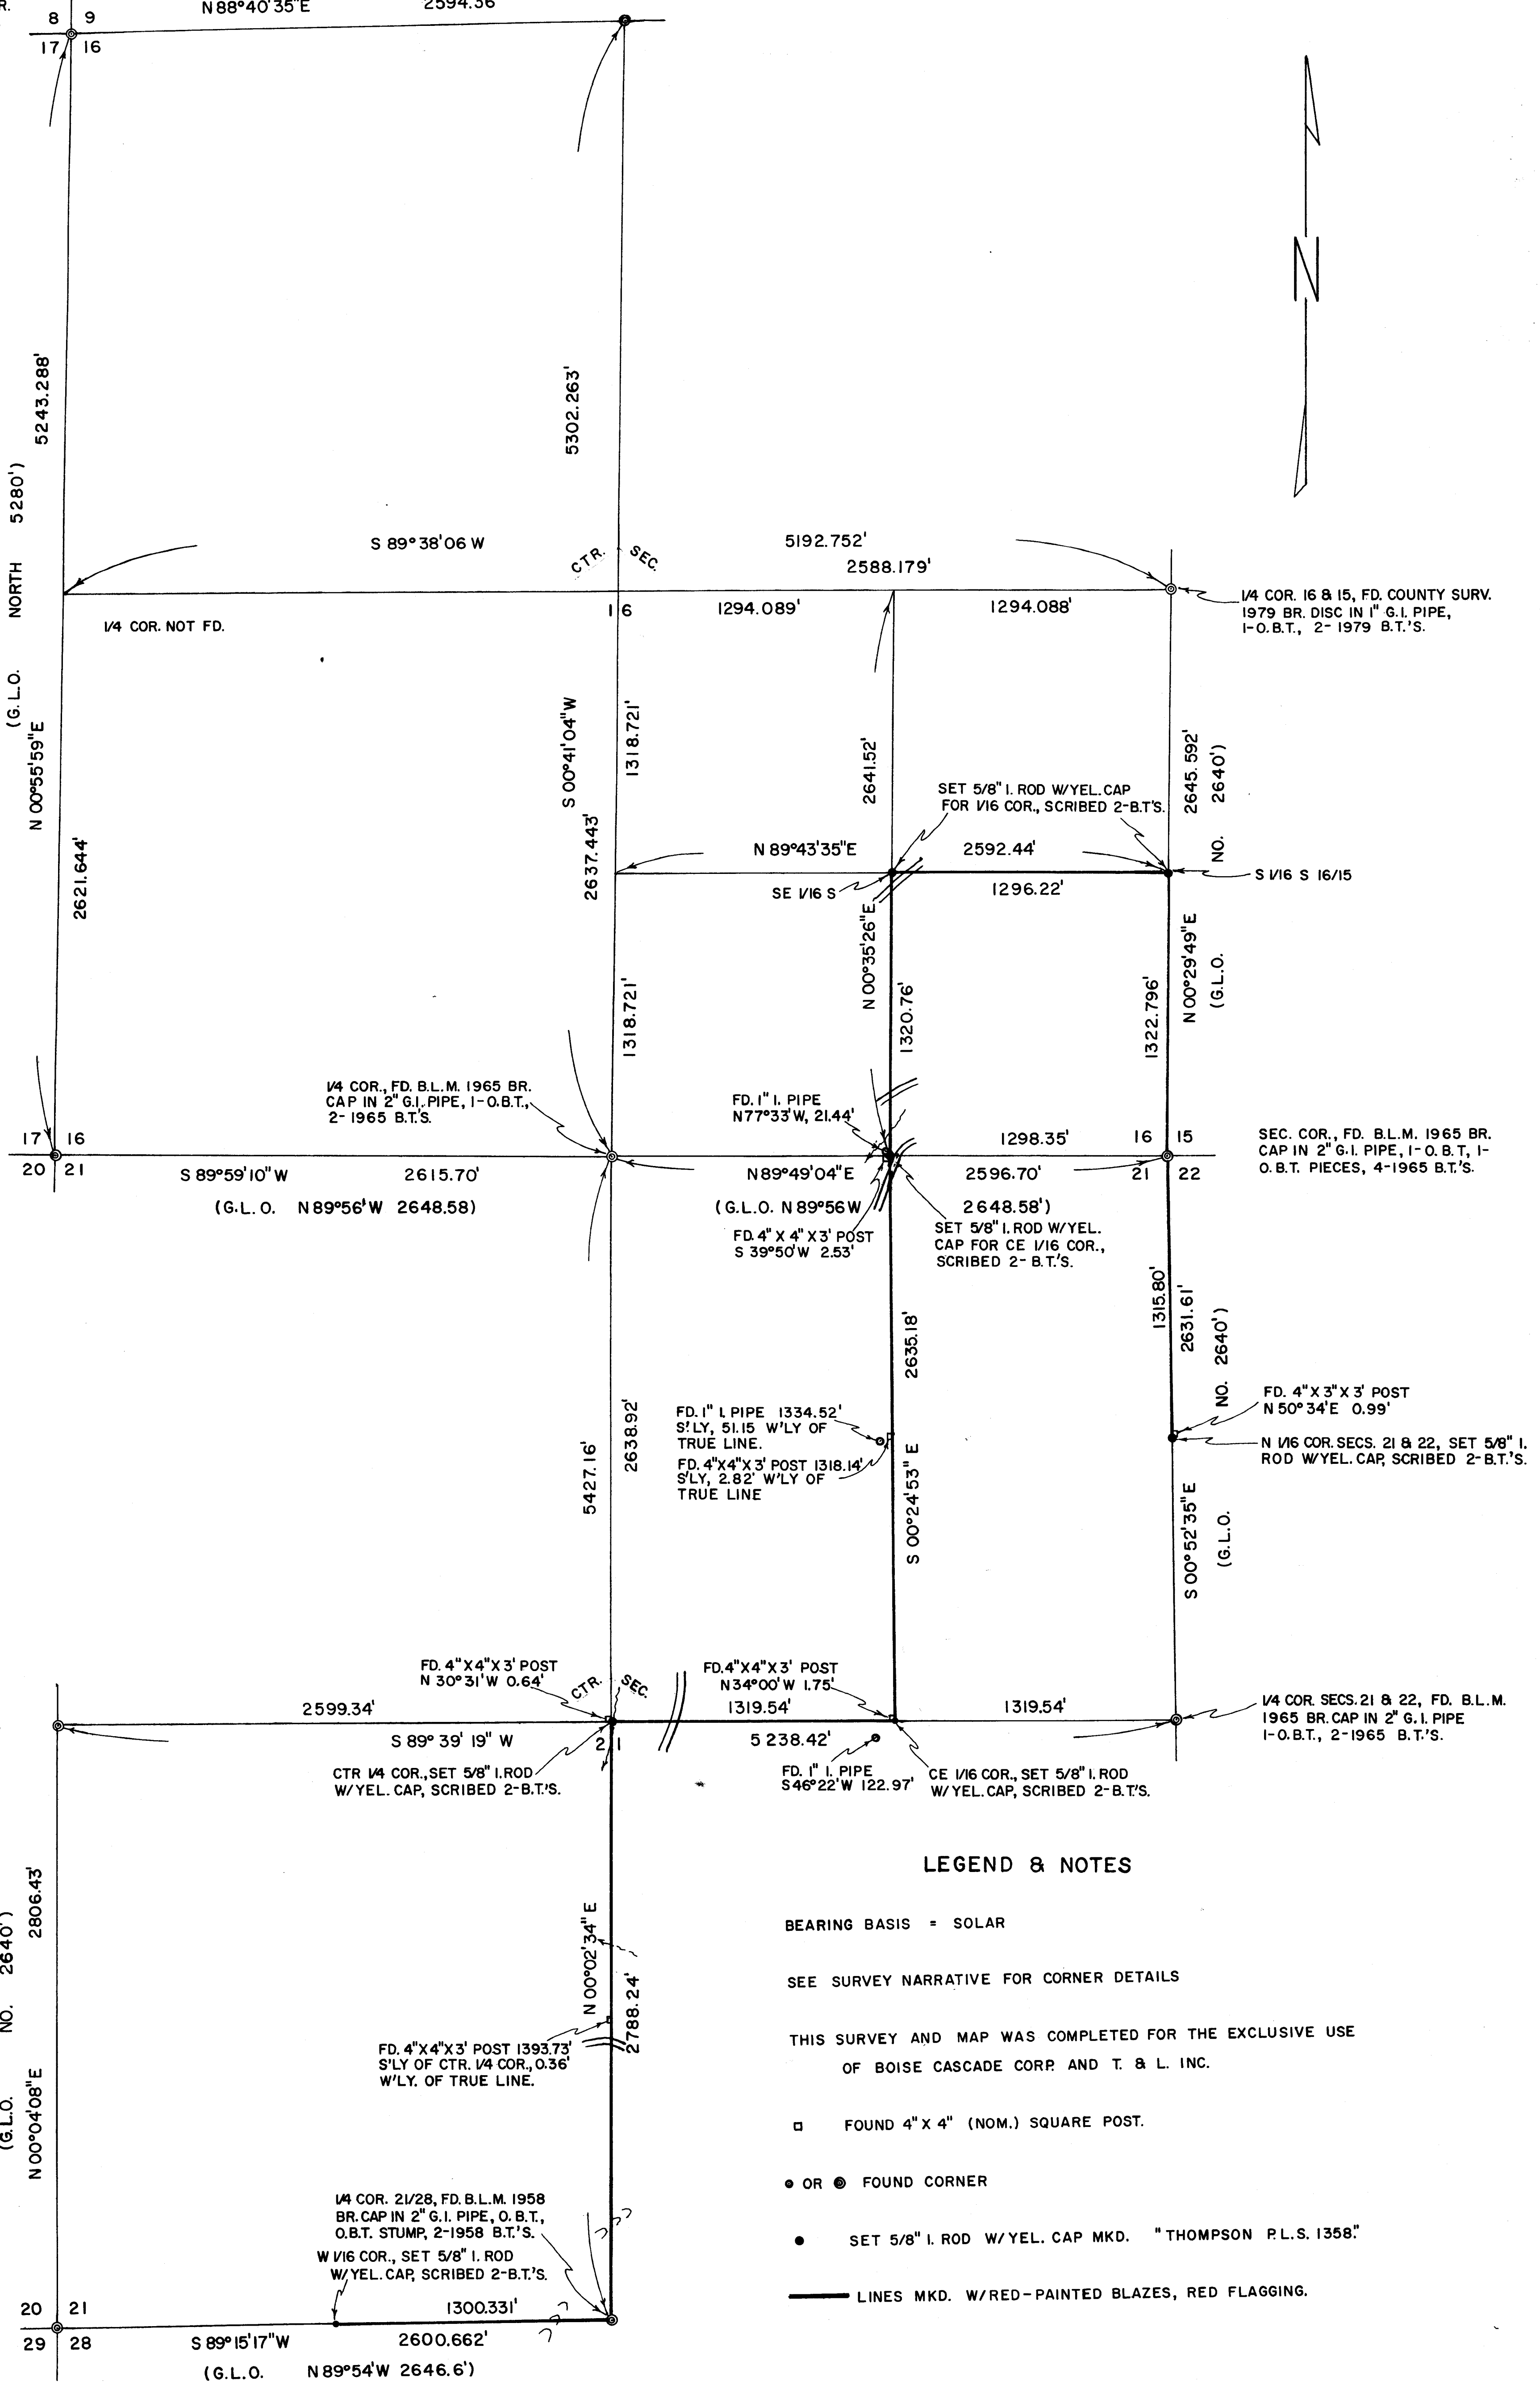 R.
8 9
N 88°40'35"E 2594.36
17 16
5243.288'
5302.263'
N
(G.L.O. NORTH 5280')
S 89°38'06 W
CTR. SEC.
5192.752'
2588.179'
16
1294.089'
1294.088'
1/4 COR. NOT FD.
1/4 COR. 16 & 15, FD. COUNTY SURV.
1979 BR. DISC IN 1" G.I. PIPE,
1-O.B.T., 2- 1979 B.T.'S.
N 00°55'59"E
2621.644'
S 00°41'04"W
1318.721'
2637.443'
2641.52'
2645.592'
(G.L.O. NO. 2640')
SET 5/8" I. ROD W/YEL. CAP
FOR 1/16 COR., SCRIBED 2-B.T'S.
N 89°43'35"E
2592.44'
SE 1/16 S
1296.22'
S 1/16 S 16/15
N 00°35'26"E
1318.721'
1320.76'
1322.796'
N 00°29'49"E
1/4 COR., FD. B.L.M. 1965 BR.
CAP IN 2" G.I. PIPE, 1-O.B.T.,
2- 1965 B.T.'S.
FD. 1" I. PIPE
N77°33'W, 21.44'
17 16
20 21
S 89°59'10"W 2615.70'
(G.L.O. N 89°56'W 2648.58)
N89°49'04"E
1298.35'
2596.70'
(G.L.O. N 89°56W 2648.58')
16 15
21 22
SEC. COR., FD. B.L.M. 1965 BR.
CAP IN 2" G.I. PIPE, 1-O.B.T, 1-
O.B.T. PIECES, 4-1965 B.T.'S.
FD. 4" X 4" X 3' POST
S 39°50'W 2.53'
SET 5/8" I. ROD W/YEL.
CAP FOR CE 1/16 COR.,
SCRIBED 2- B.T.'S.
1315.80'
2631.61'
(G.L.O. NO. 2640')
2635.18'
FD. 4" X 3" X 3' POST
N 50°34'E 0.99'
N 1/16 COR. SECS. 21 & 22, SET 5/8" I.
ROD W/YEL. CAP, SCRIBED 2-B.T.'S.
FD. 1" I. PIPE 1334.52'
S'LY, 51.15 W'LY OF
TRUE LINE.
FD. 4"X4"X3' POST 1318.14'
S'LY, 2.82' W'LY OF
TRUE LINE
5427.16'
2638.92'
S 00°24'53" E
S 00°52'35"E
FD. 4"X4"X3' POST
N 30°31'W 0.64'
CTR. SEC.
FD. 4"X4"X3' POST
N34°00'W 1.75'
2599.34'
1319.54'
1319.54'
1/4 COR. SECS. 21 & 22, FD. B.L.M.
1965 BR. CAP IN 2" G.I. PIPE
1-O.B.T., 2-1965 B.T.'S.
S 89°39'19" W
21
5238.42'
CTR 1/4 COR., SET 5/8" I.ROD
W/YEL. CAP, SCRIBED 2-B.T.'S.
FD. 1" I. PIPE
S46°22'W 122.97'
CE 1/16 COR., SET 5/8" I. ROD
W/YEL. CAP, SCRIBED 2-B.T.'S.
LEGEND & NOTES
BEARING BASIS = SOLAR
SEE SURVEY NARRATIVE FOR CORNER DETAILS
THIS SURVEY AND MAP WAS COMPLETED FOR THE EXCLUSIVE USE
OF BOISE CASCADE CORP. AND T. & L. INC.
FOUND 4" X 4" (NOM.) SQUARE POST.
OR FOUND CORNER
SET 5/8" I. ROD W/YEL. CAP MKD. "THOMPSON P.L.S. 1358."
LINES MKD. W/RED-PAINTED BLAZES, RED FLAGGING.
2806.43'
(G.L.O. NO. 2640')
N 00°04'08"E
N 00°02'34" E
2788.24'
FD. 4"X4"X3' POST 1393.73'
S'LY OF CTR. 1/4 COR., 0.36'
W'LY. OF TRUE LINE.
1/4 COR. 21/28, FD. B.L.M. 1958
BR. CAP IN 2" G.I. PIPE, O.B.T.,
O.B.T. STUMP, 2-1958 B.T.'S.
W 1/16 COR., SET 5/8" I. ROD
W/YEL. CAP, SCRIBED 2-B.T.'S.
20 21
29 28
1300.331'
S 89°15'17"W 2600.662'
(G.L.O. N 89°54'W 2646.6')